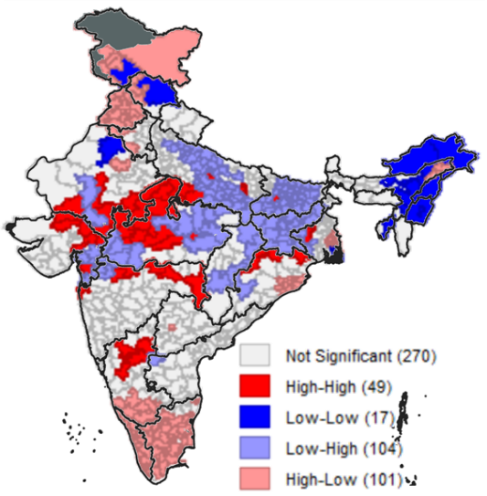 Not Significant (270)
High-High (49)
Low-Low (17)
Low-High (104)
High-Low (101)